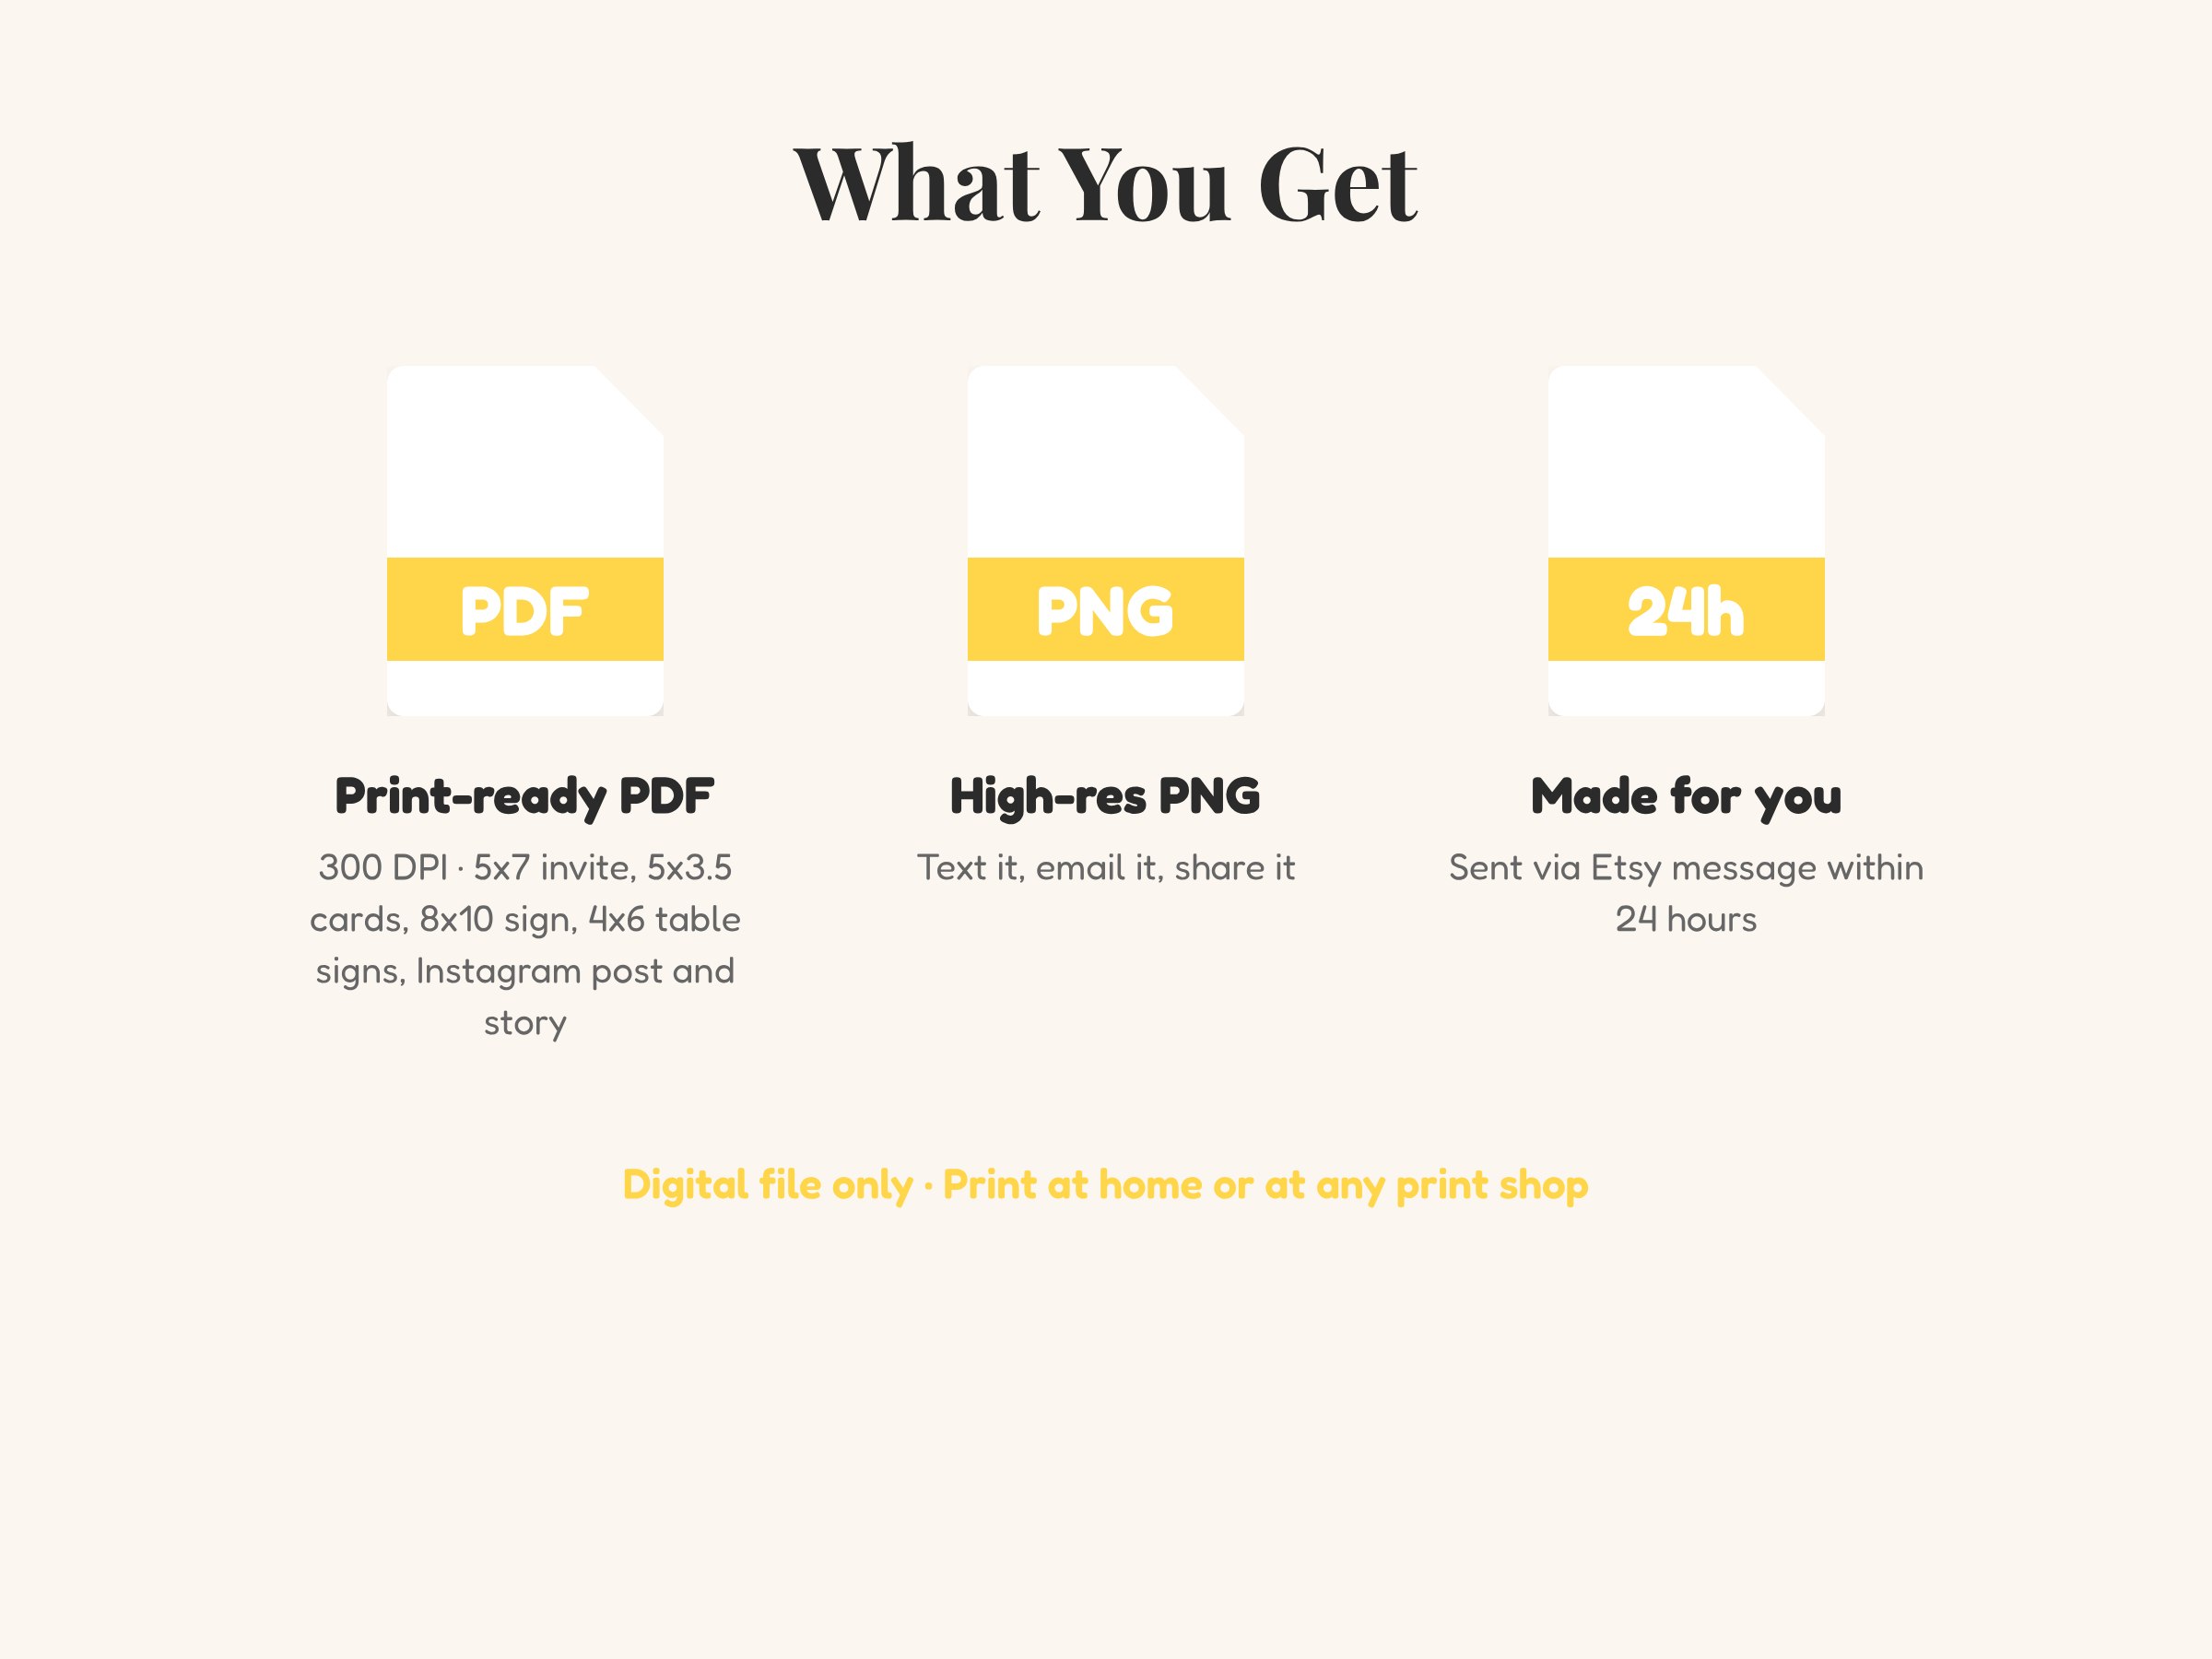 What You Get
PDF
PNG
24h
Print-ready PDF
300 DPI · 5x7 invite, 5x3.5
cards, 8x10 sign, 4x6 table
signs, Instagram post and
story
High-res PNG
Text it, email it, share it
Made for you
Sent via Etsy message within
24 hours
Digital file only · Print at home or at any print shop